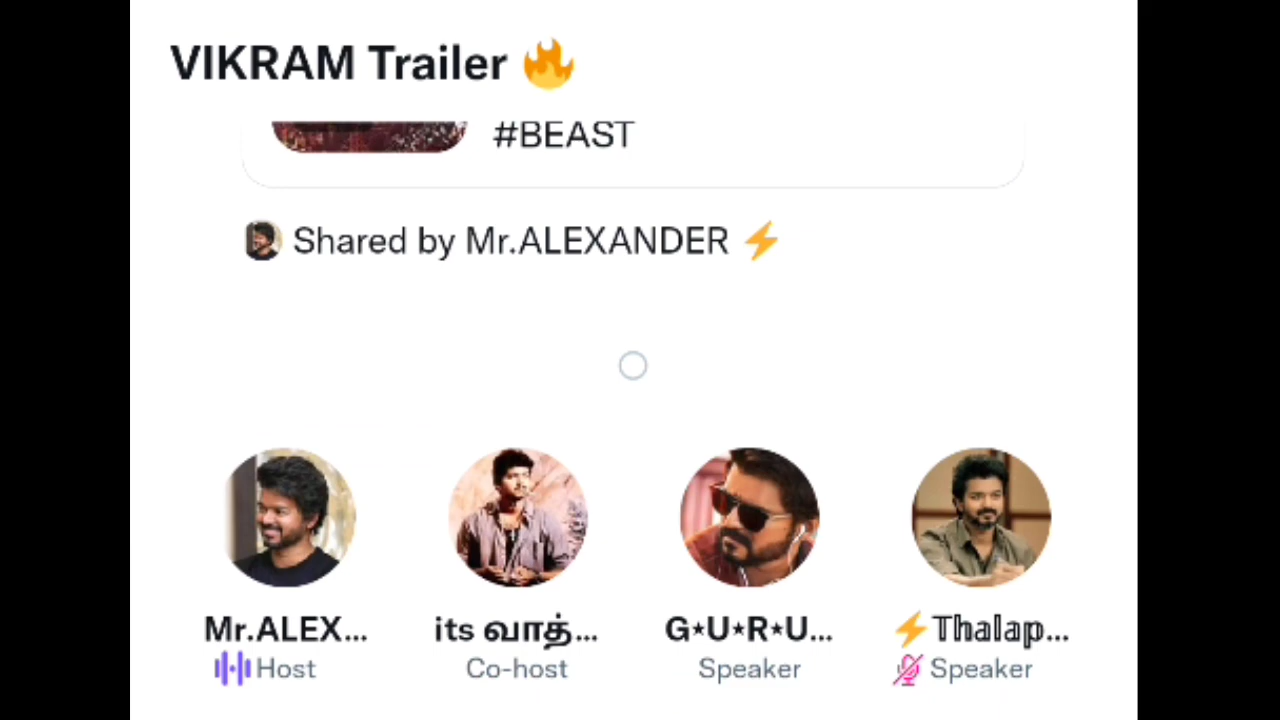 VIKRAM Trailer 🔥
#BEAST
Shared by Mr.ALEXANDER ⚡
Mr.ALEX... its வாத்... G⋆U⋆R⋆U... ⚡𝕋𝕙𝕒𝕝𝕒𝕡...
Host Co-host Speaker Speaker